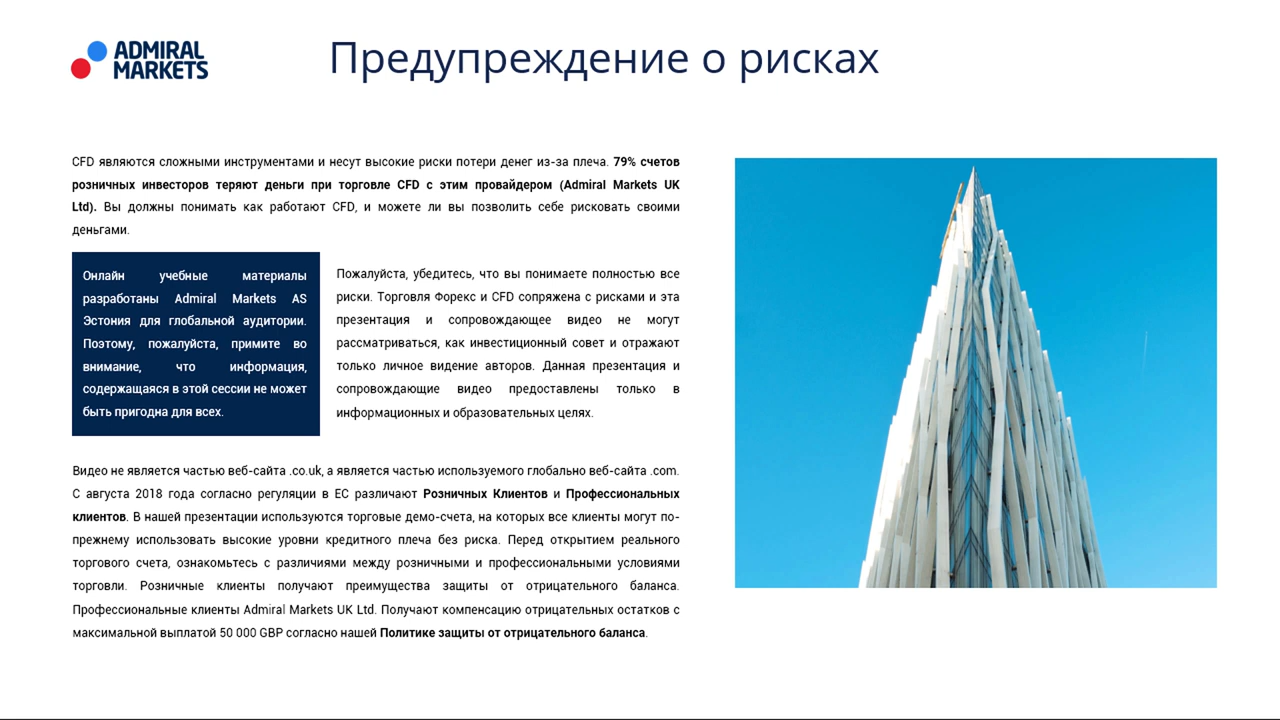 ADMIRAL
MARKETS
Предупреждение о рисках
CFD являются сложными инструментами и несут высокие риски потери денег из-за плеча. 79% счетов
розничных инвесторов теряют деньги при торговле CFD с этим провайдером (Admiral Markets UK
Ltd). Вы должны понимать как работают CFD, и можете ли вы позволить себе рисковать своими
деньгами.
Онлайн учебные материалы
разработаны Admiral Markets AS
Эстония для глобальной аудитории.
Поэтому, пожалуйста, примите во
внимание, что информация,
содержащаяся в этой сессии не может
быть пригодна для всех.
Пожалуйста, убедитесь, что вы понимаете полностью все
риски. Торговля Форекс и CFD сопряжена с рисками и эта
презентация и сопровождающее видео не могут
рассматриваться, как инвестиционный совет и отражают
только личное видение авторов. Данная презентация и
сопровождающие видео предоставлены только в
информационных и образовательных целях.
Видео не является частью веб-сайта .co.uk, а является частью используемого глобально веб-сайта .com.
С августа 2018 года согласно регуляции в ЕС различают Розничных Клиентов и Профессиональных
клиентов. В нашей презентации используются торговые демо-счета, на которых все клиенты могут по-
прежнему использовать высокие уровни кредитного плеча без риска. Перед открытием реального
торгового счета, ознакомьтесь с различиями между розничными и профессиональными условиями
торговли. Розничные клиенты получают преимущества защиты от отрицательного баланса.
Профессиональные клиенты Admiral Markets UK Ltd. Получают компенсацию отрицательных остатков с
максимальной выплатой 50 000 GBP согласно нашей Политике защиты от отрицательного баланса.